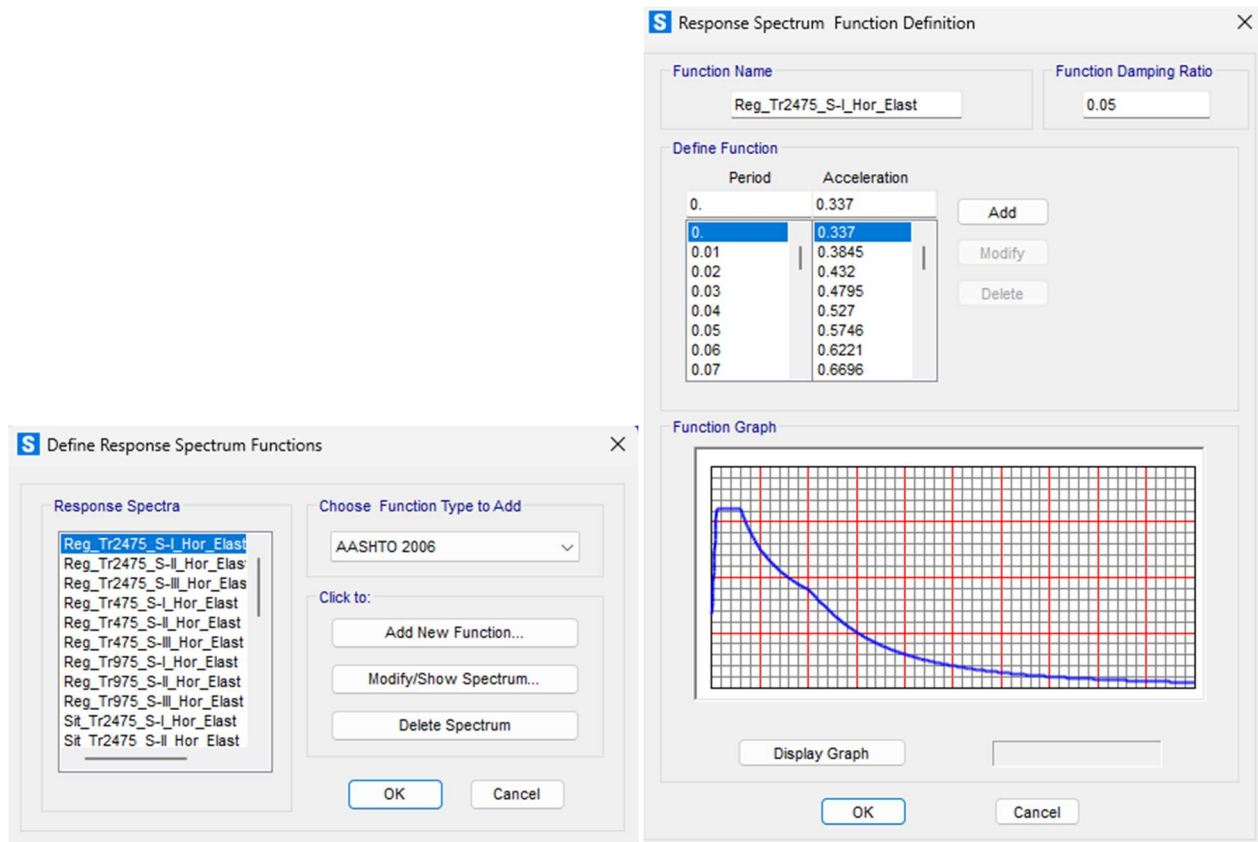 S Define Response Spectrum Functions
Response Spectra
Reg_Tr2475_S-I_Hor_Elast
Reg_Tr2475_S-II_Hor_Elas
Reg_Tr2475_S-III_Hor_Elas
Reg_Tr475_S-I_Hor_Elast
Reg_Tr475_S-II_Hor_Elast
Reg_Tr475_S-III_Hor_Elast
Reg_Tr975_S-I_Hor_Elast
Reg_Tr975_S-II_Hor_Elast
Reg_Tr975_S-III_Hor_Elast
Sit_Tr2475_S-I_Hor_Elast
Sit_Tr2475_S-II_Hor_Elast
Choose Function Type to Add
AASHTO 2006
Click to:
Add New Function...
Modify/Show Spectrum...
Delete Spectrum
OK Cancel
S Response Spectrum Function Definition
Function Name
Reg_Tr2475_S-I_Hor_Elast
Function Damping Ratio
0.05
Define Function
Period Acceleration
0. 0.337
0. 0.337
0.01 0.3845
0.02 0.432
0.03 0.4795
0.04 0.527
0.05 0.5746
0.06 0.6221
0.07 0.6696
Add
Modify
Delete
Function Graph
Display Graph
OK Cancel